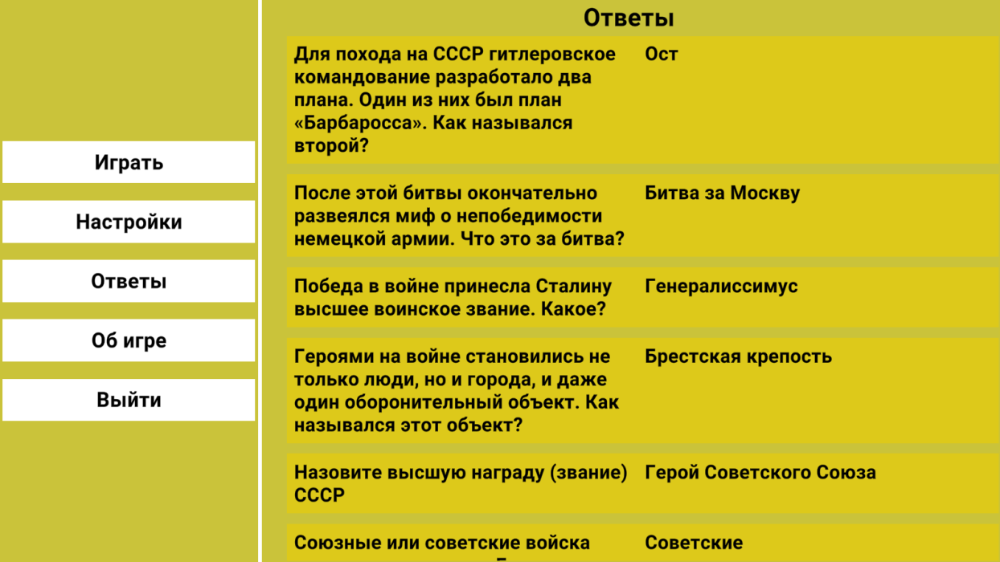 Ответы
Играть
Настройки
Ответы
Об игре
Выйти
Для похода на СССР гитлеровское
командование разработало два
плана. Один из них был план
«Барбаросса». Как назывался
второй?
Ост
После этой битвы окончательно
развеялся миф о непобедимости
немецкой армии. Что это за битва?
Битва за Москву
Победа в войне принесла Сталину
высшее воинское звание. Какое?
Генералиссимус
Героями на войне становились не
только люди, но и города, и даже
один оборонительный объект. Как
назывался этот объект?
Брестская крепость
Назовите высшую награду (звание)
СССР
Герой Советского Союза
Союзные или советские войска
Советские